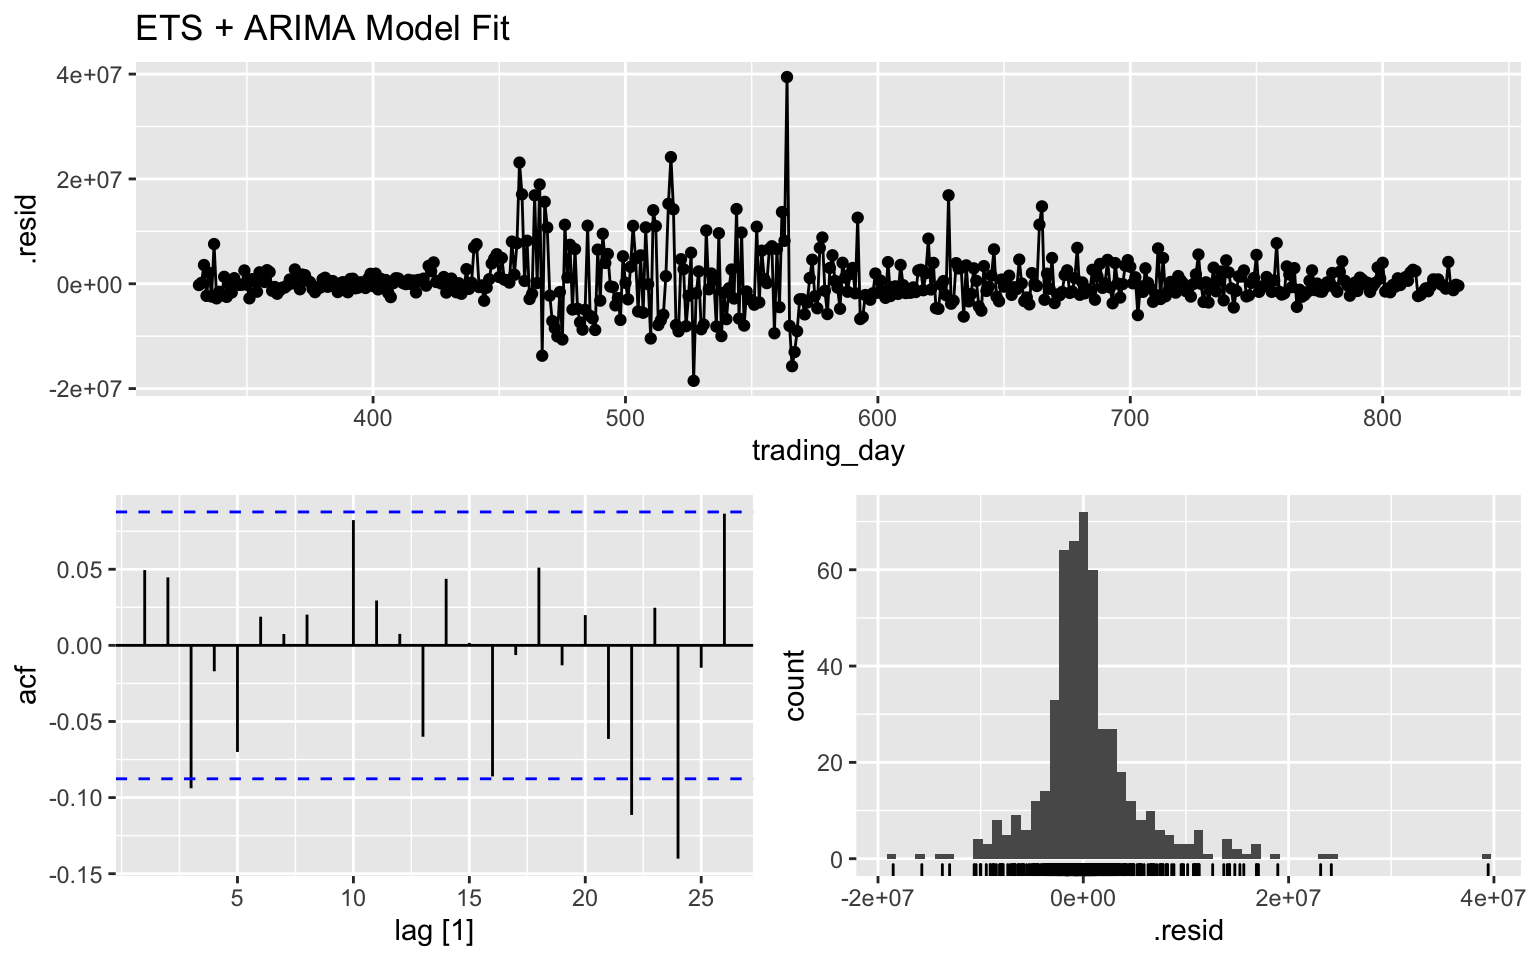 ETS + ARIMA Model Fit
4e+07
2e+07
0e+00
-2e+07
.resid
400 500 600 700 800
trading_day
0.05
0.00
-0.05
-0.10
-0.15
acf
5 10 15 20 25
lag [1]
60
40
20
0
count
-2e+07 0e+00 2e+07 4e+07
.resid